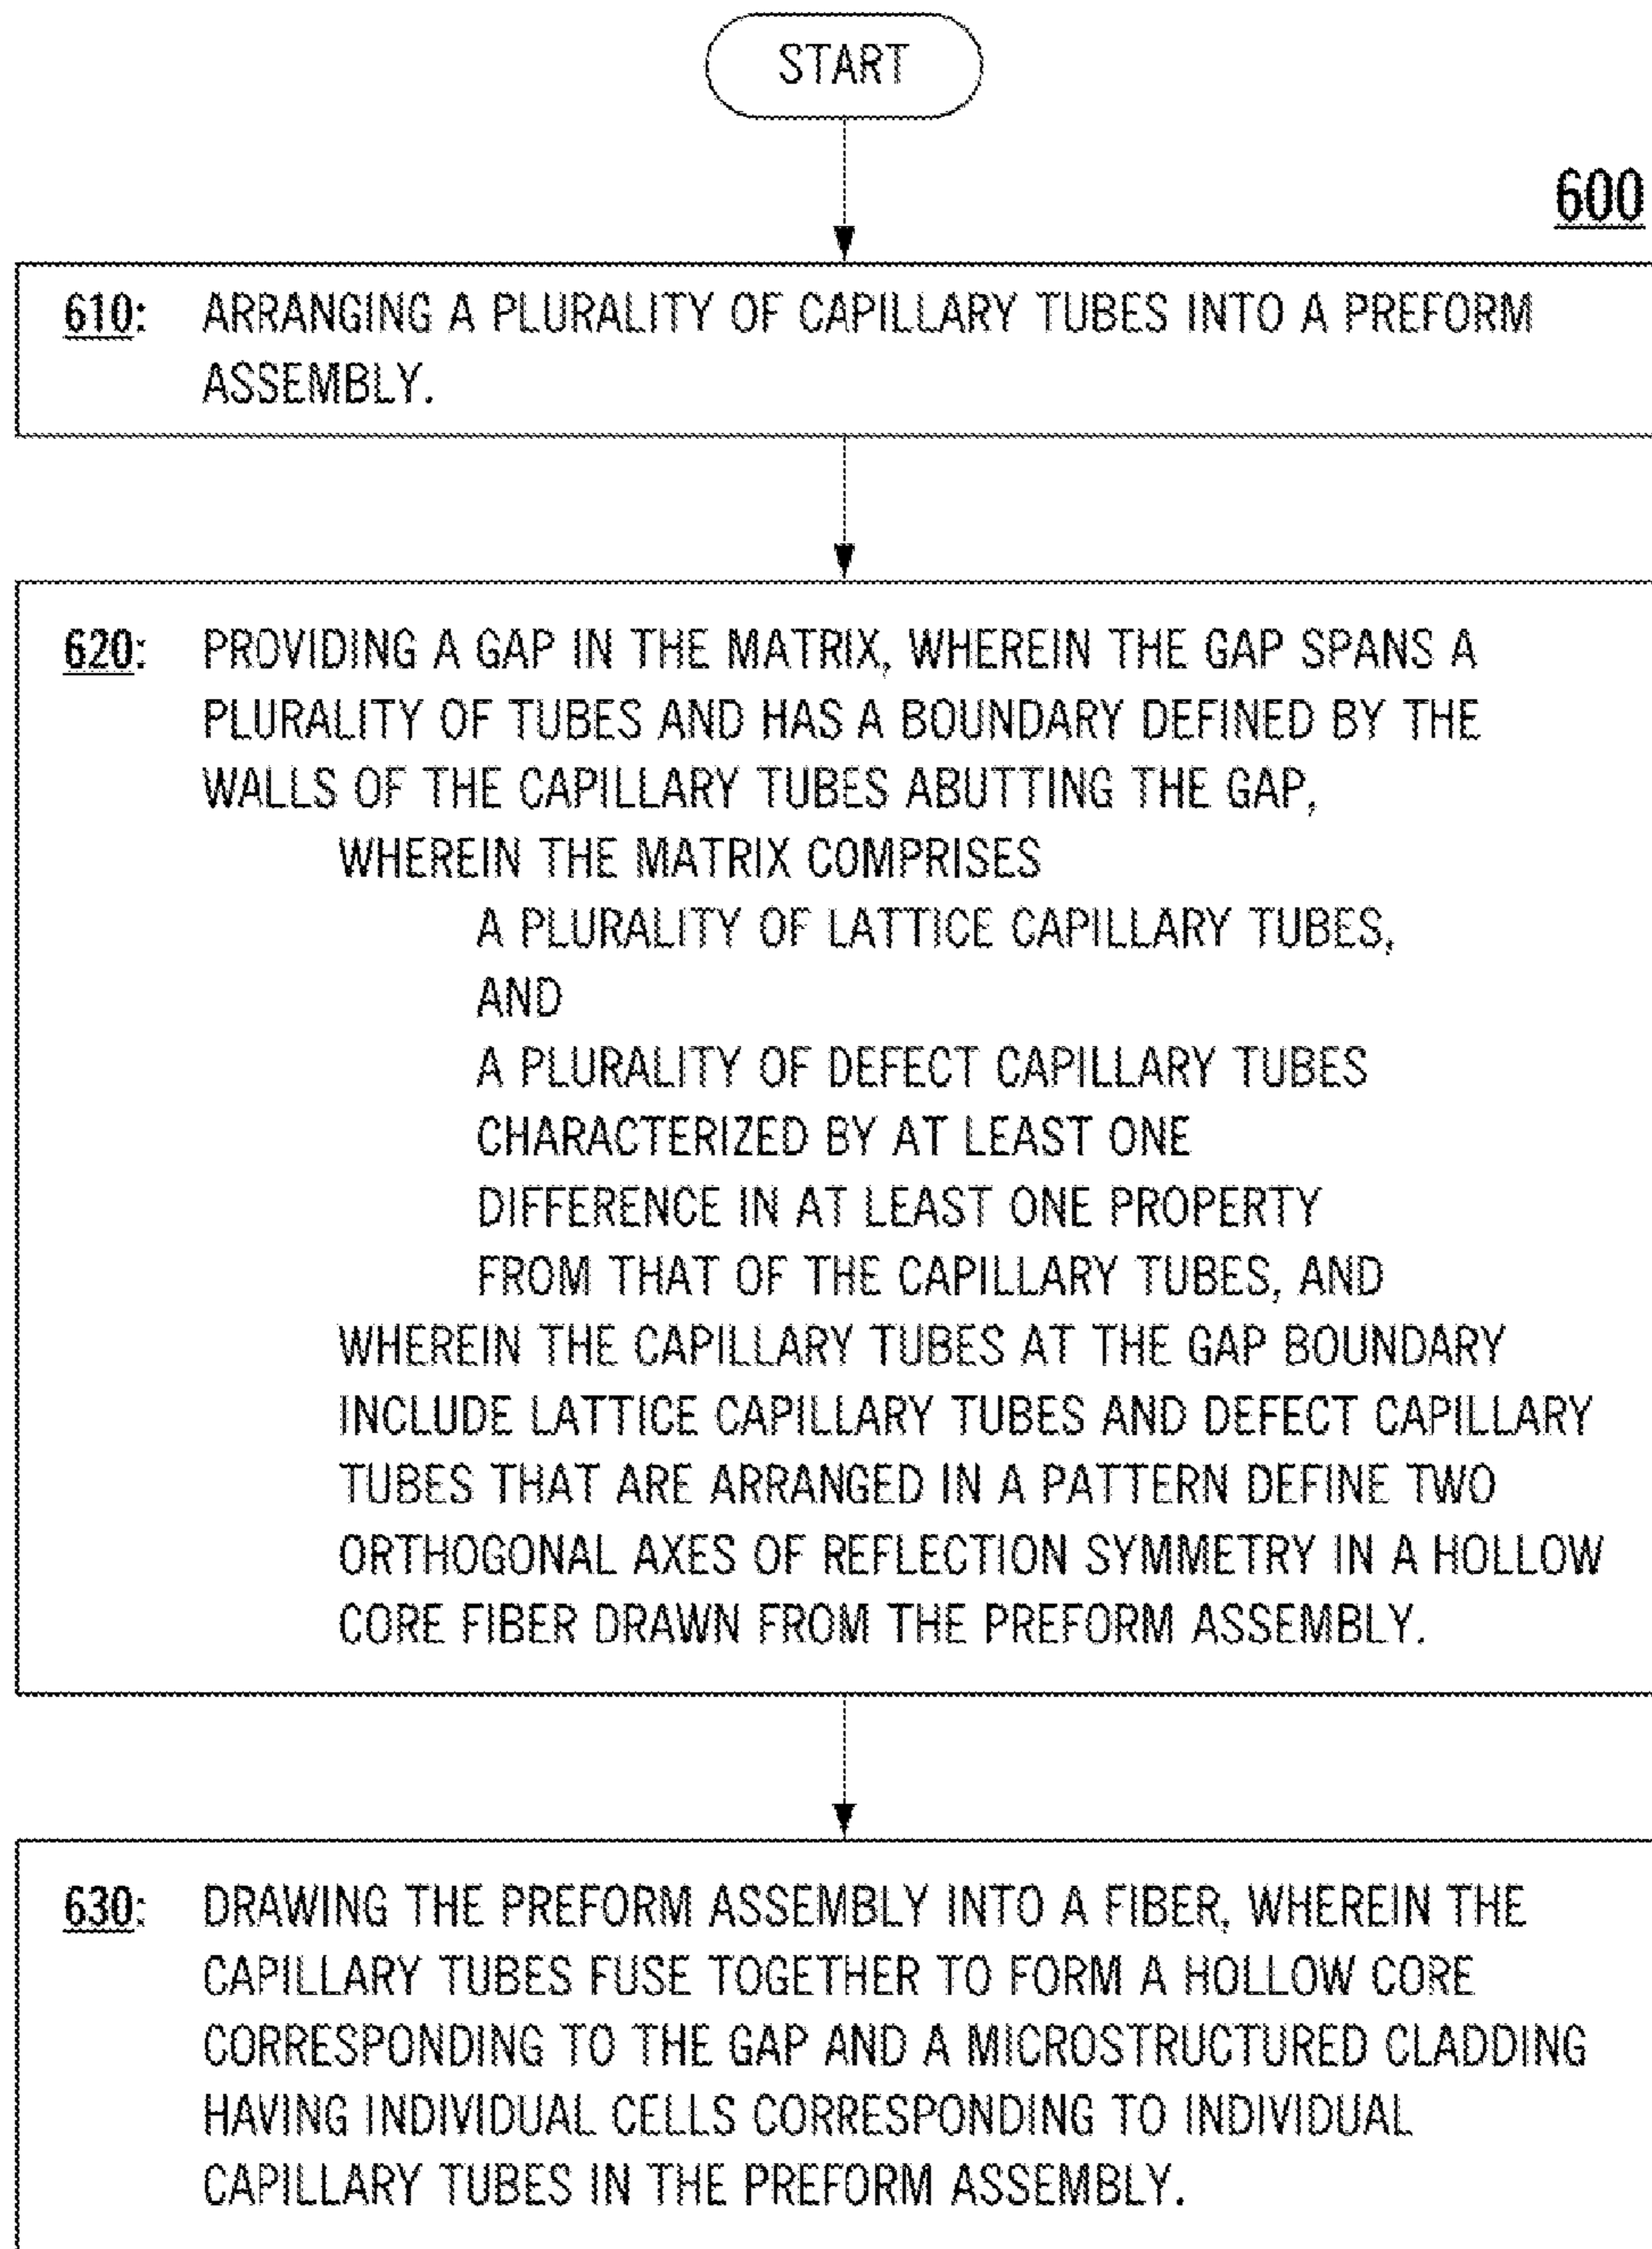 START
600
610: ARRANGING A PLURALITY OF CAPILLARY TUBES INTO A PREFORM
ASSEMBLY.
620: PROVIDING A GAP IN THE MATRIX, WHEREIN THE GAP SPANS A
PLURALITY OF TUBES AND HAS A BOUNDARY DEFINED BY THE
WALLS OF THE CAPILLARY TUBES ABUTTING THE GAP,
WHEREIN THE MATRIX COMPRISES
A PLURALITY OF LATTICE CAPILLARY TUBES,
AND
A PLURALITY OF DEFECT CAPILLARY TUBES
CHARACTERIZED BY AT LEAST ONE
DIFFERENCE IN AT LEAST ONE PROPERTY
FROM THAT OF THE CAPILLARY TUBES, AND
WHEREIN THE CAPILLARY TUBES AT THE GAP BOUNDARY
INCLUDE LATTICE CAPILLARY TUBES AND DEFECT CAPILLARY
TUBES THAT ARE ARRANGED IN A PATTERN DEFINE TWO
ORTHOGONAL AXES OF REFLECTION SYMMETRY IN A HOLLOW
CORE FIBER DRAWN FROM THE PREFORM ASSEMBLY.
630: DRAWING THE PREFORM ASSEMBLY INTO A FIBER, WHEREIN THE
CAPILLARY TUBES FUSE TOGETHER TO FORM A HOLLOW CORE
CORRESPONDING TO THE GAP AND A MICROSTRUCTURED CLADDING
HAVING INDIVIDUAL CELLS CORRESPONDING TO INDIVIDUAL
CAPILLARY TUBES IN THE PREFORM ASSEMBLY.